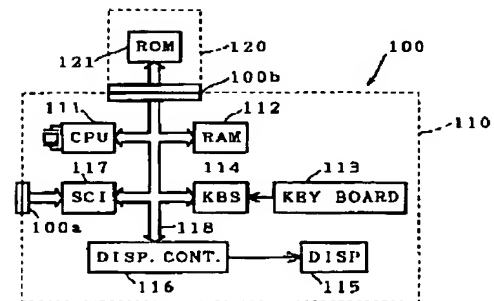 121
ROM
120
100
100b
111
112
110
CPU
RAM
117
114
113
SCI
KBS
KEY BOARD
100a
118
DISP. CONT.
DISP
116
115